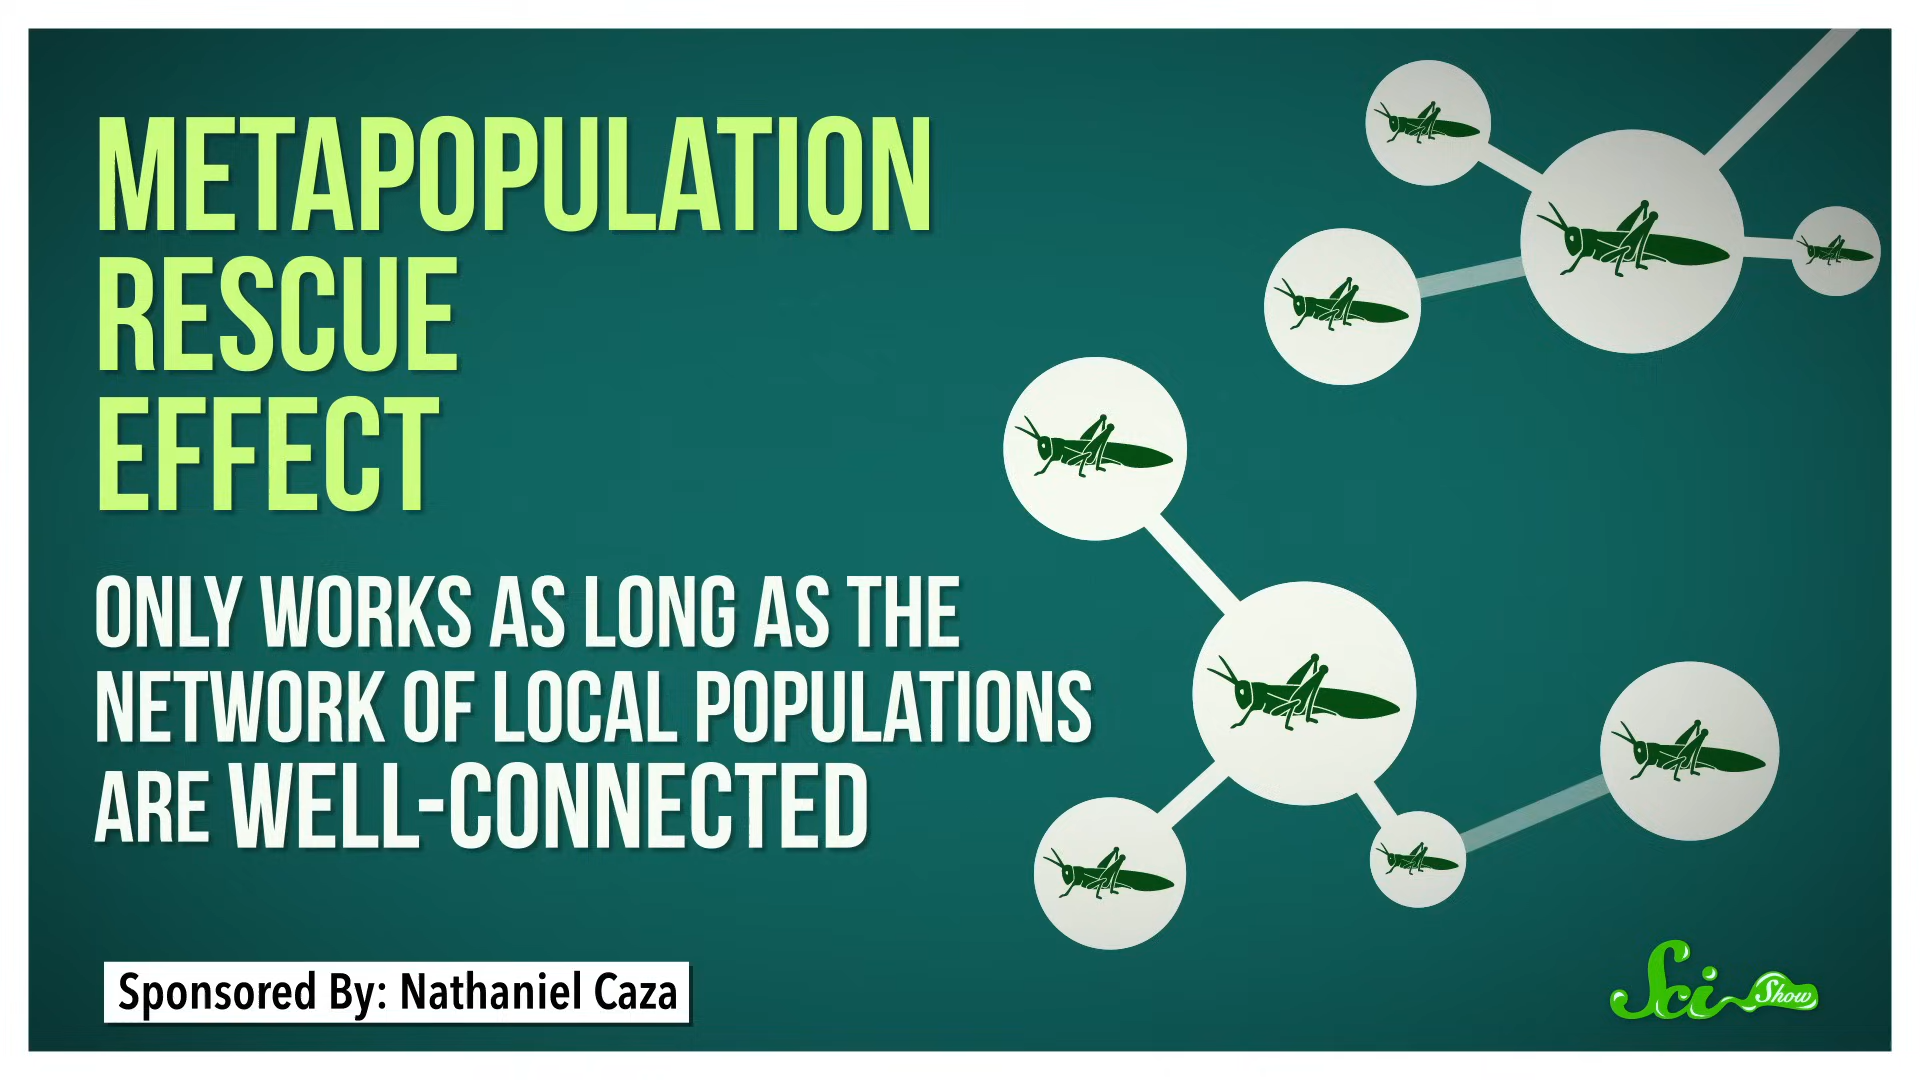 METAPOPULATION
RESCUE
EFFECT
ONLY WORKS AS LONG AS THE
NETWORK OF LOCAL POPULATIONS
ARE WELL-CONNECTED
Sponsored By: Nathaniel Caza
Sci Show